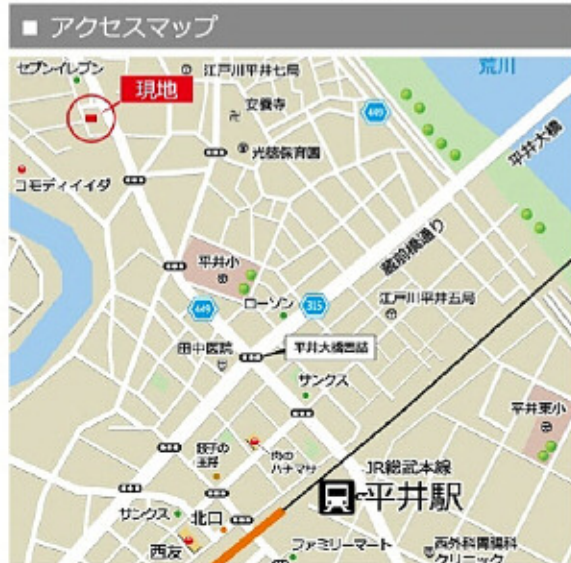 ■ アクセスマップ
セブンイレブン
江戸川平井七局
荒川
現地
安養寺
449
平井大橋
光徳保育園
コモディイイダ
蔵前橋通り
平井小
449
ローソン
315
江戸川平井五局
田中医院
平井大橋西詰
サンクス
平井東小
餃子の
王将
肉の
ハナマサ
JR総武本線
平井駅
サンクス
北口
西友
ファミリーマート
西外科胃腸科
クリニック